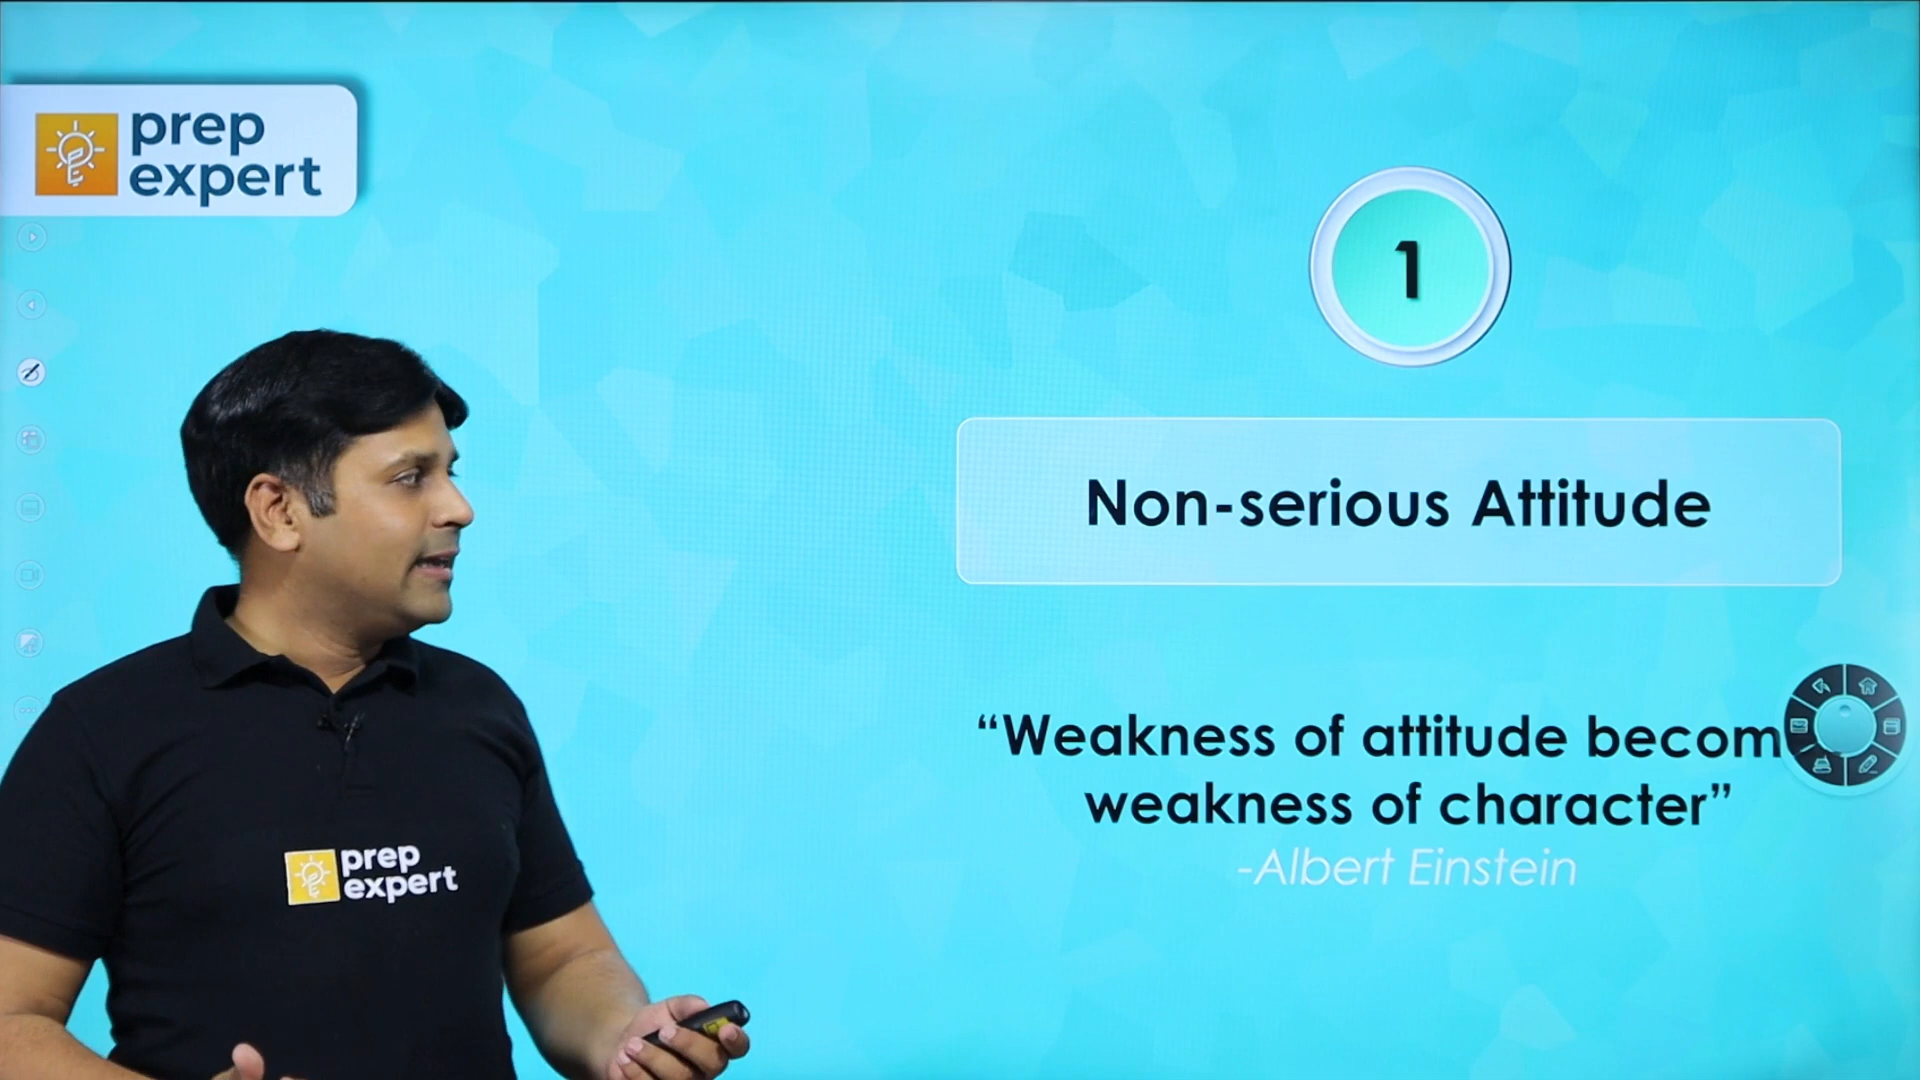 prep
expert
1
Non-serious Attitude
“Weakness of attitude becom
weakness of character”
-Albert Einstein
prep
expert